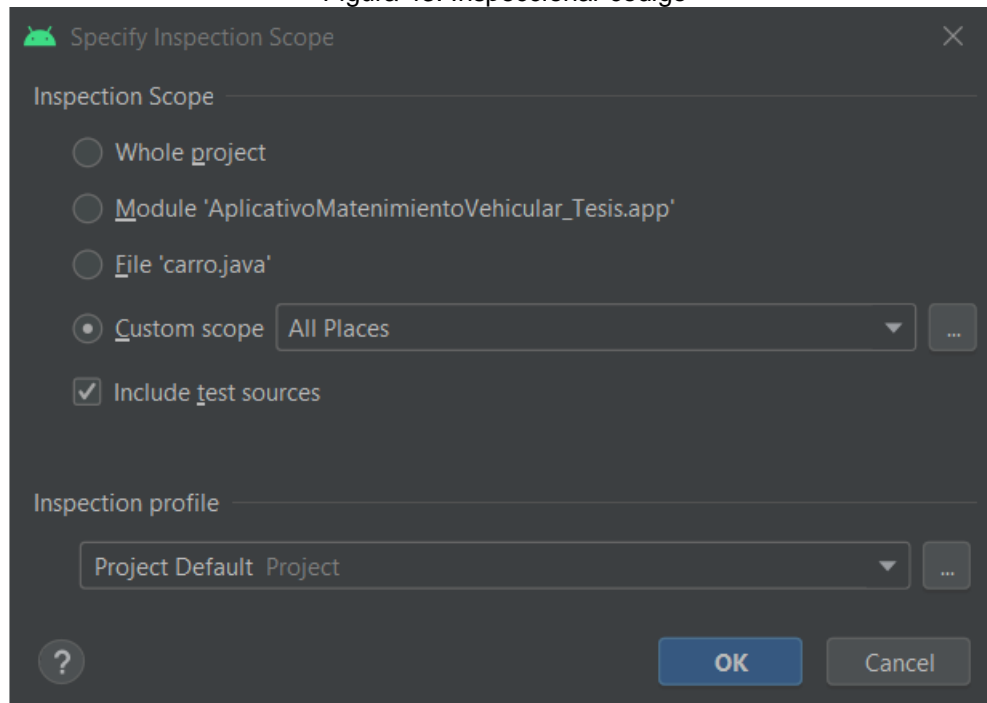 Specify Inspection Scope
Inspection Scope
Whole project
Module 'AplicativoMatenimientoVehicular_Tesis.app'
File 'carro.java'
Custom scope All Places ...
Include test sources
Inspection profile
Project Default Project ...
? OK Cancel